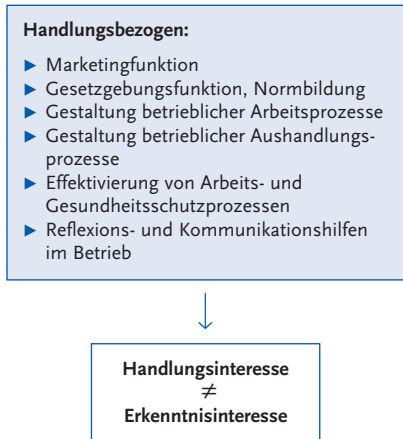 Handlungsbezogen:
▶ Marketingfunktion
▶ Gesetzgebungsfunktion, Normbildung
▶ Gestaltung betrieblicher Arbeitsprozesse
▶ Gestaltung betrieblicher Aushandlungs-
prozesse
▶ Effektivierung von Arbeits- und
Gesundheitsschutzprozessen
▶ Reflexions- und Kommunikationshilfen
im Betrieb
Handlungsinteresse
≠
Erkenntnisinteresse